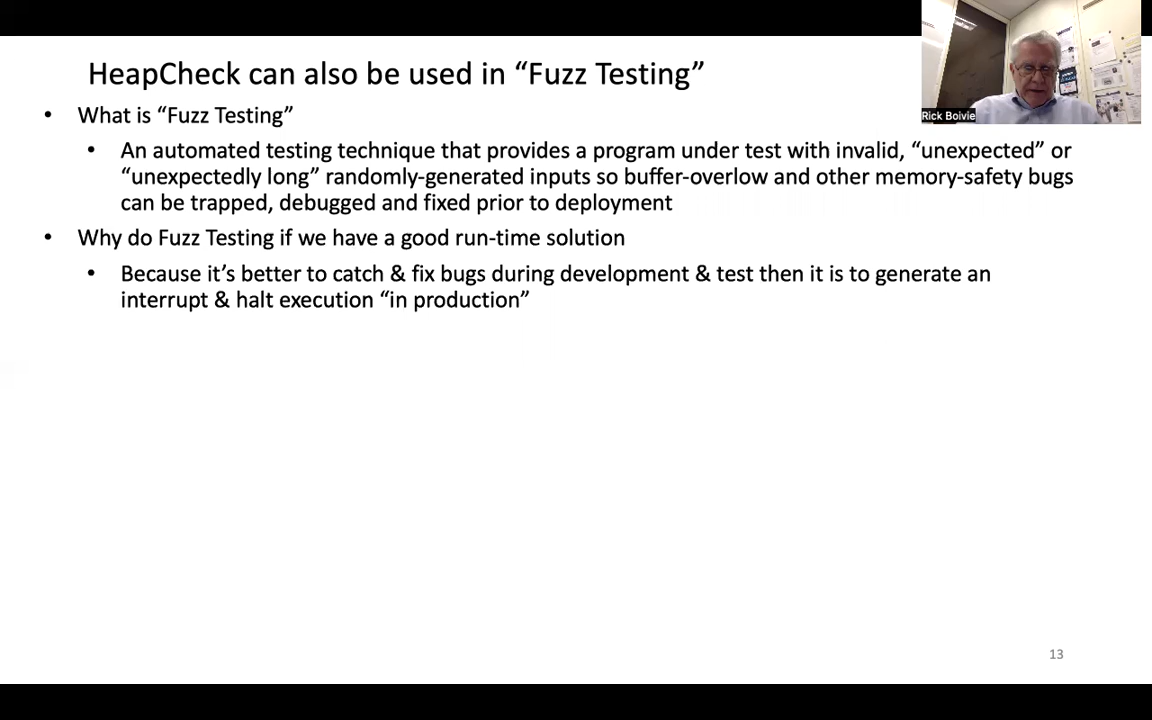 HeapCheck can also be used in “Fuzz Testing”
• What is “Fuzz Testing”
• An automated testing technique that provides a program under test with invalid, “unexpected” or
“unexpectedly long” randomly-generated inputs so buffer-overlow and other memory-safety bugs
can be trapped, debugged and fixed prior to deployment
• Why do Fuzz Testing if we have a good run-time solution
• Because it’s better to catch & fix bugs during development & test then it is to generate an
interrupt & halt execution “in production”
Rick Boivie
13